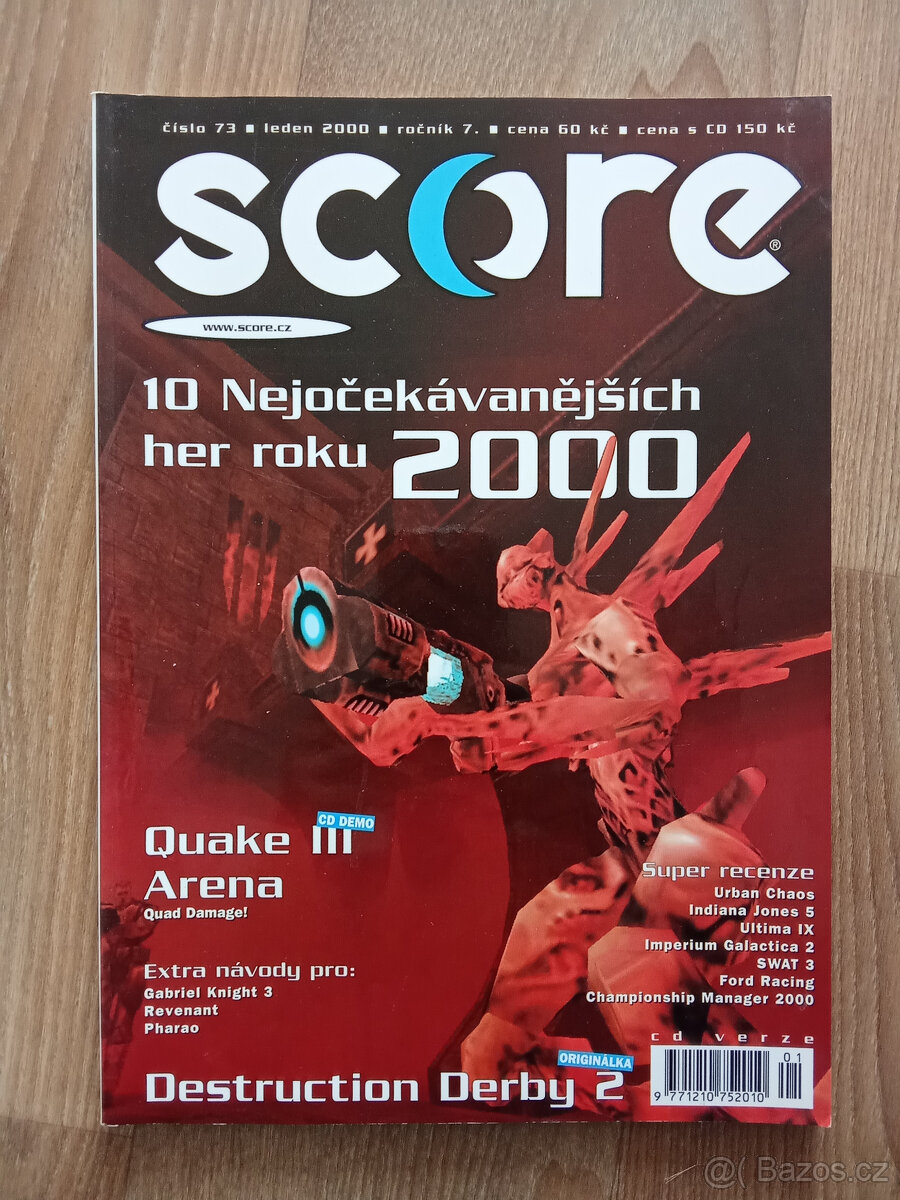 číslo 73 ■ leden 2000 ■ ročník 7. ■ cena 60 kč ■ cena s CD 150 kč
score®
www.score.cz
10 Nejočekávanějších
her roku 2000
CD DEMO
Quake III
Arena
Quad Damage!
Extra návody pro:
Gabriel Knight 3
Revenant
Pharao
Super recenze
Urban Chaos
Indiana Jones 5
Ultima IX
Imperium Galactica 2
SWAT 3
Ford Racing
Championship Manager 2000
cd verze
ORIGINÁLKA
Destruction Derby 2
01
9 771210 752010
@( Bazos.cz